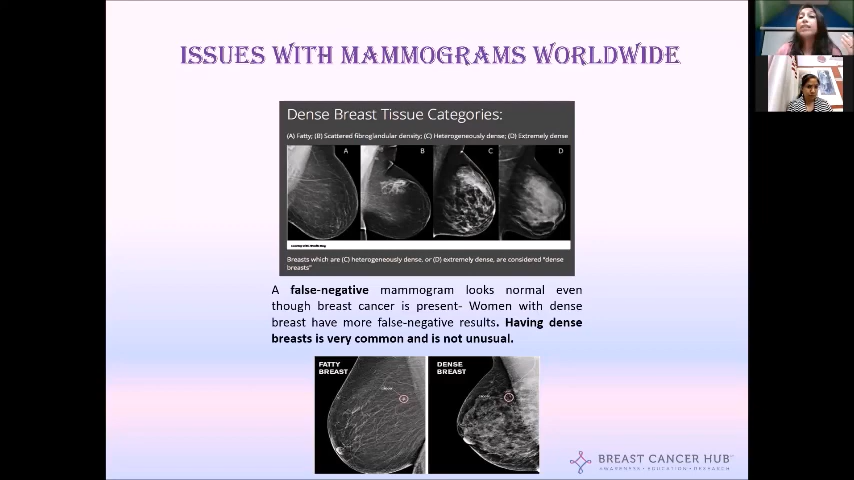 ISSUES WITH MAMMOGRAMS WORLDWIDE
Dense Breast Tissue Categories:
(A) Fatty; (B) Scattered fibroglandular density; (C) Heterogeneously dense; (D) Extremely dense
A
B
C
D
Breasts which are (C) heterogeneously dense, or (D) extremely dense, are considered "dense
breasts"
A false-negative mammogram looks normal even
though breast cancer is present- Women with dense
breast have more false-negative results. Having dense
breasts is very common and is not unusual.
FATTY
BREAST
DENSE
BREAST
BREAST CANCER HUB
AWARENESS • EDUCATION • RESEARCH